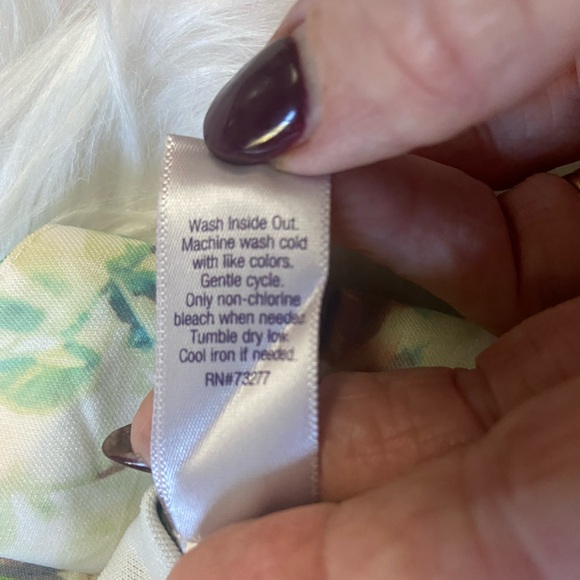 Wash Inside Out.
Machine wash cold
with like colors.
Gentle cycle.
Only non-chlorine
bleach when needed
Tumble dry low.
Cool iron if needed.
RN#73277